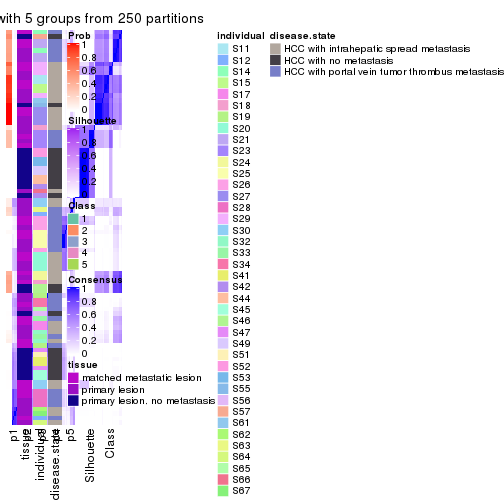 with 5 groups from 250 partitions
Prob
1
0.8
0.6
0.4
0.2
0
Silhouette
1
0.8
0.6
0.4
0.2
0
Class
1
2
3
4
5
Consensus
1
0.8
0.6
0.4
0.2
0
tissue
matched metastatic lesion
primary lesion
primary lesion. no metastasis
individual
S11
S12
S14
S15
S17
S18
S19
S20
S21
S23
S24
S25
S26
S27
S28
S29
S30
S32
S33
S34
S41
S42
S44
S45
S46
S47
S49
S51
S52
S53
S55
S56
S57
S61
S62
S63
S64
S65
S66
S67
disease.state
HCC with intrahepatic spread metastasis
HCC with no metastasis
HCC with portal vein tumor thrombus metastasis
p1
tissue
individual
disease.state
p5
Silhouette
Class